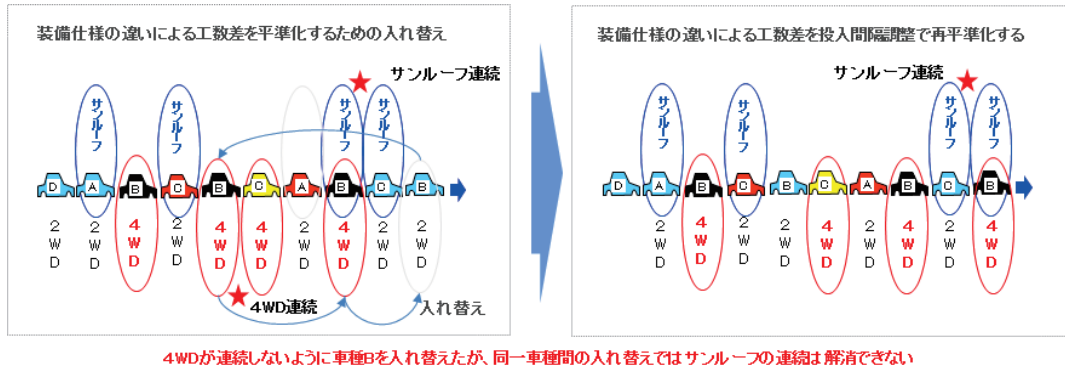 装備仕様の違いによる工数差を平準化するための入れ替え
サンルーフ連続
サンルーフ
サンルーフ
サンルーフ
サンルーフ
D A B C B C A B C B
2WD
2WD
4WD
2WD
4WD
4WD
2WD
4WD
2WD
2WD
4WD連続
入れ替え
装備仕様の違いによる工数差を投入間隔調整で再平準化する
サンルーフ連続
サンルーフ
サンルーフ
サンルーフ
サンルーフ
D A B C B C A B C B
2WD
2WD
4WD
2WD
2WD
4WD
2WD
4WD
2WD
4WD
4WDが連続しないように車種Bを入れ替えたが、同一車種間の入れ替えではサンルーフの連続は解消できない